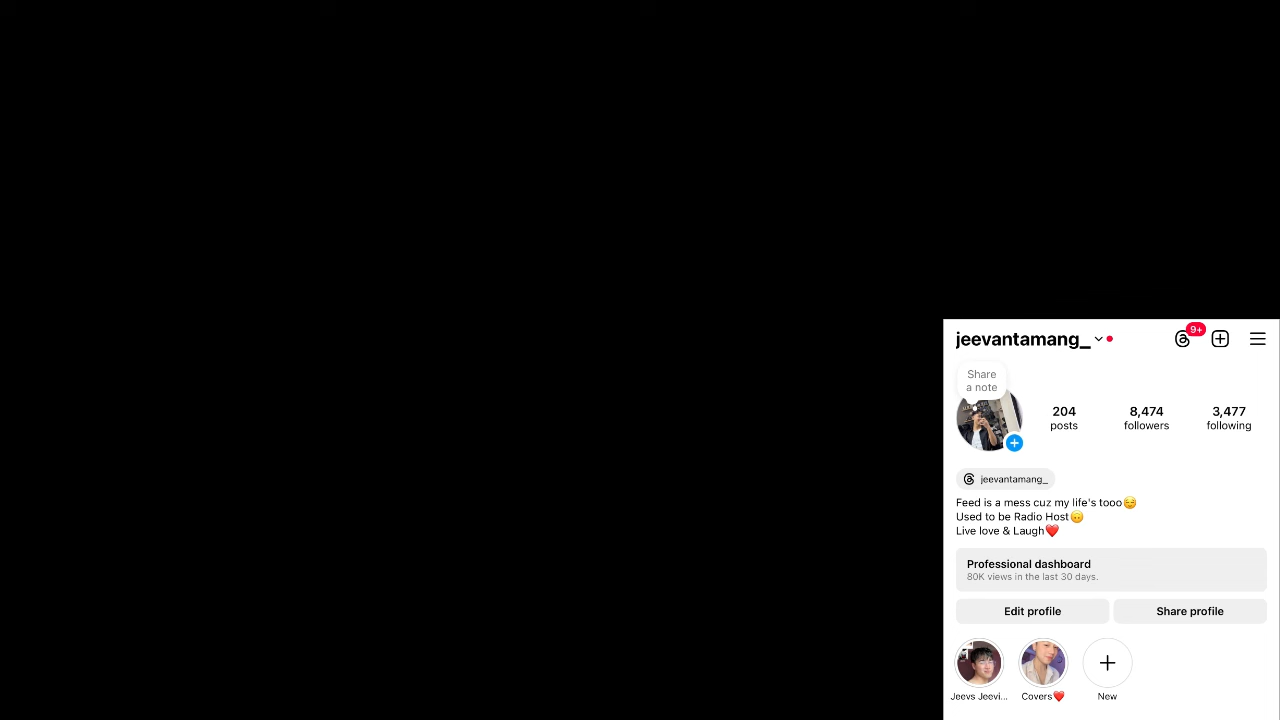 jeevantamang_
9+
Share
a note
204 8,474 3,477
posts followers following
jeevantamang_
Feed is a mess cuz my life's tooo😌
Used to be Radio Host🙃
Live love & Laugh❤️
Professional dashboard
80K views in the last 30 days.
Edit profile Share profile
Jeevs Jeevi... Covers❤️ New